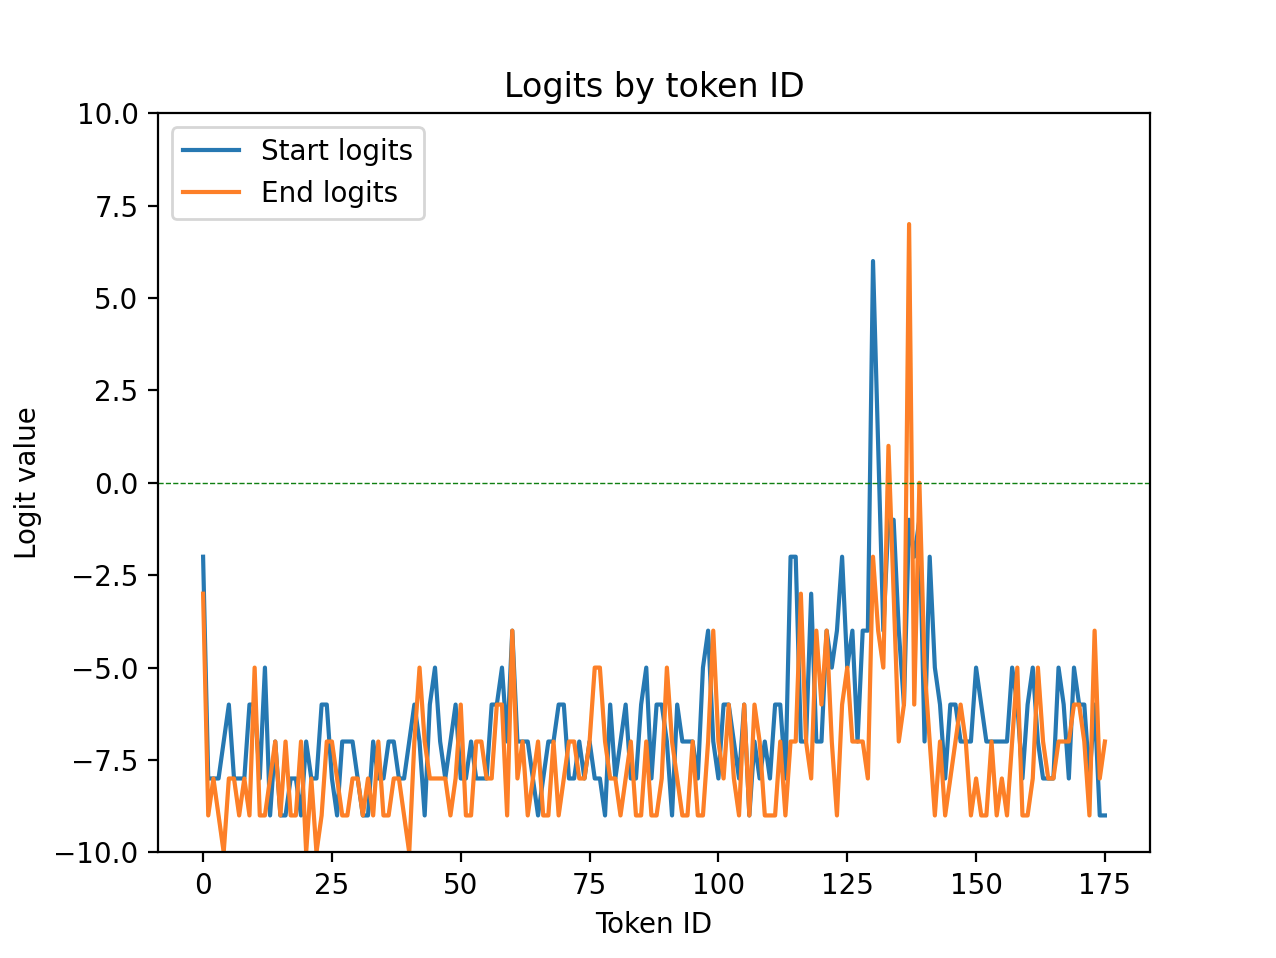 Logits by token ID
Start logits
End logits
10.0
7.5
5.0
2.5
0.0
−2.5
−5.0
−7.5
−10.0
Logit value
0 25 50 75 100 125 150 175
Token ID